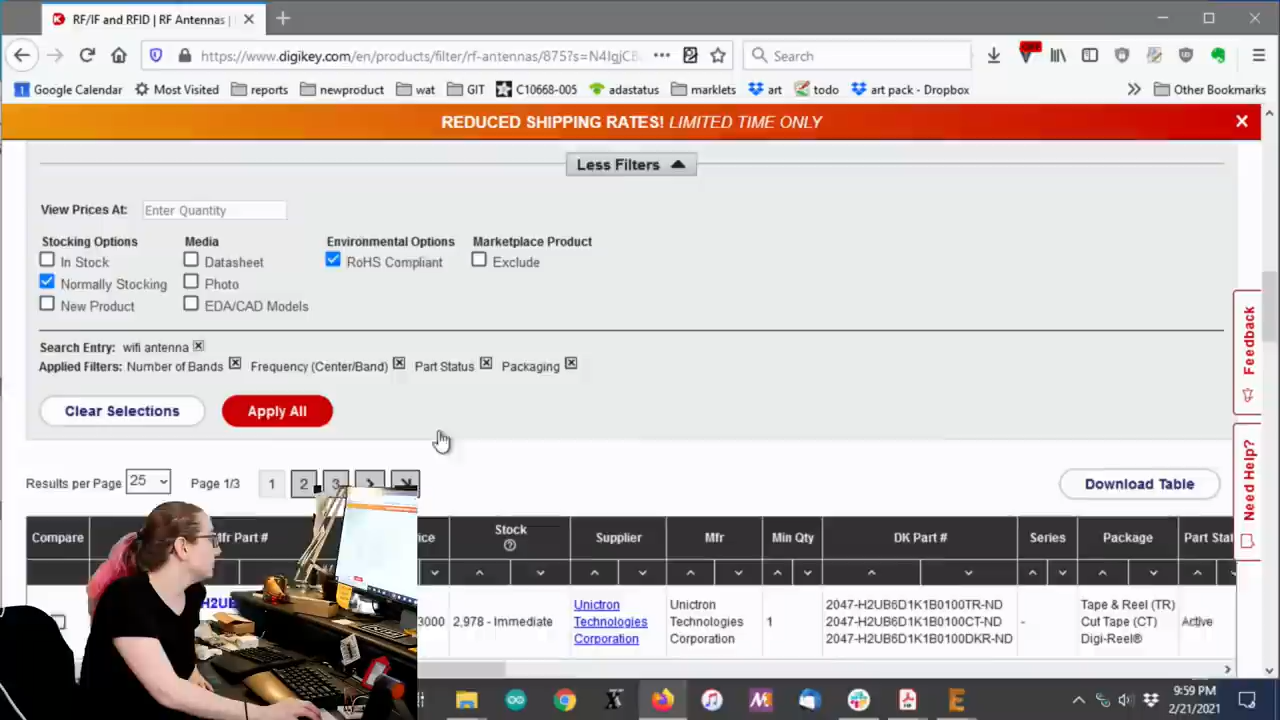 RF/IF and RFID | RF Antennas |
https://www.digikey.com/en/products/filter/rf-antennas/875?s=N4IgjCB
Search
Google Calendar
Most Visited
reports
newproduct
wat
GIT
C10668-005
adastatus
marklets
art
todo
art pack - Dropbox
Other Bookmarks
REDUCED SHIPPING RATES! LIMITED TIME ONLY
Less Filters
View Prices At: Enter Quantity
Stocking Options
In Stock
Normally Stocking
New Product
Media
Datasheet
Photo
EDA/CAD Models
Environmental Options
RoHS Compliant
Marketplace Product
Exclude
Search Entry: wifi antenna
Applied Filters: Number of Bands Frequency (Center/Band) Part Status Packaging
Clear Selections Apply All
Feedback
Need Help?
Results per Page 25 Page 1/3 1 2 3
Download Table
Compare Mfr Part # Stock Supplier Mfr Min Qty DK Part # Series Package Part Stat
3000
2,978 - Immediate
Unictron
Technologies
Corporation
Unictron
Technologies
Corporation
1
2047-H2UB6D1K1B0100TR-ND
2047-H2UB6D1K1B0100CT-ND
2047-H2UB6D1K1B0100DKR-ND
-
Tape & Reel (TR)
Cut Tape (CT)
Digi-Reel®
Active
9:59 PM
2/21/2021